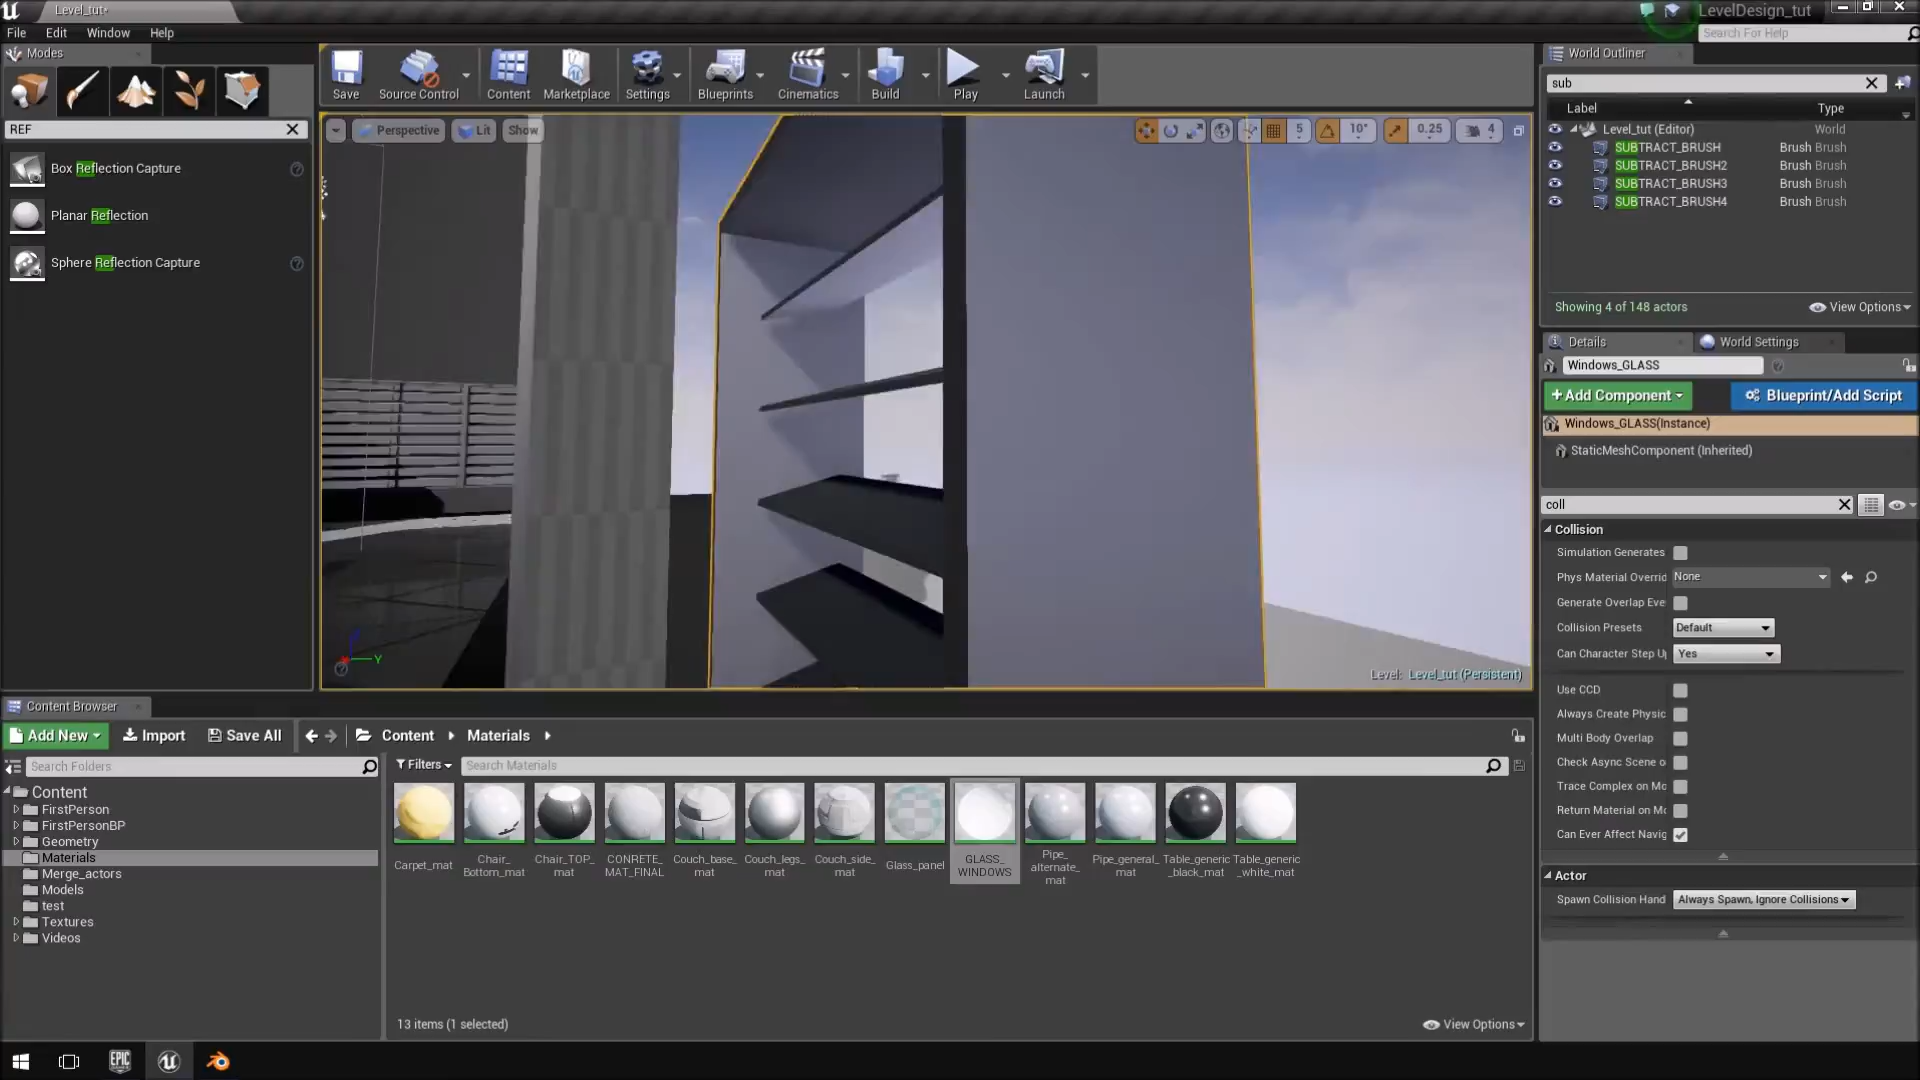 Level_tut*
LevelDesign_tut
File Edit Window Help
Search For Help
Modes
REF
Box Reflection Capture
Planar Reflection
Sphere Reflection Capture
Save
Source Control
Content
Marketplace
Settings
Blueprints
Cinematics
Build
Play
Launch
Perspective
Lit
Show
5
10°
0.25
4
Y
Level: Level_tut (Persistent)
World Outliner
sub
Label
Type
Level_tut (Editor) World
SUBTRACT_BRUSH Brush Brush
SUBTRACT_BRUSH2 Brush Brush
SUBTRACT_BRUSH3 Brush Brush
SUBTRACT_BRUSH4 Brush Brush
Showing 4 of 148 actors
View Options
Details
World Settings
Windows_GLASS
+Add Component
Blueprint/Add Script
Windows_GLASS(Instance)
StaticMeshComponent (Inherited)
coll
Collision
Simulation Generates
Phys Material Overrid None
Generate Overlap Eve
Collision Presets Default
Can Character Step U Yes
Use CCD
Always Create Physic
Multi Body Overlap
Check Async Scene o
Trace Complex on Mo
Return Material on Mo
Can Ever Affect Navig
Actor
Spawn Collision Hand Always Spawn, Ignore Collisions
Content Browser
Add New
Import
Save All
Content
Materials
Search Folders
Filters
Search Materials
Content
FirstPerson
FirstPersonBP
Geometry
Materials
Merge_actors
Models
test
Textures
Videos
Carpet_mat
Chair_
Bottom_mat
Chair_TOP_
mat
CONRETE_
MAT_FINAL
Couch_base_
mat
Couch_legs_
mat
Couch_side_
mat
Glass_panel
GLASS_
WINDOWS
Pipe_
alternate_
mat
Pipe_general_
mat
Table_generic
_black_mat
Table_generic
_white_mat
13 items (1 selected)
View Options
EPIC
GAMES